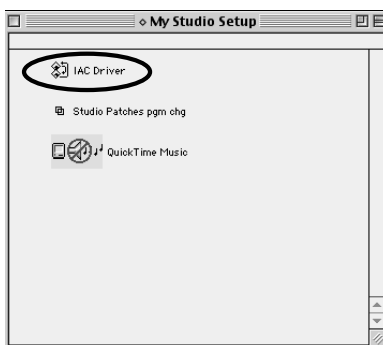 My Studio Setup
IAC Driver
Studio Patches pgm chg
QuickTime Music